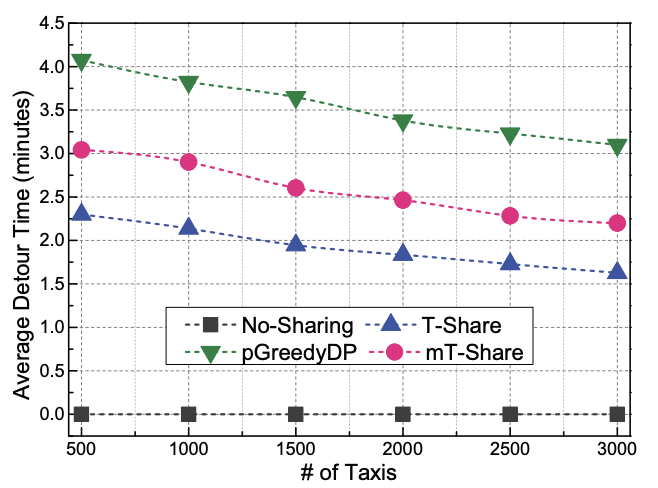 Average Detour Time (minutes)
4.5
4.0
3.5
3.0
2.5
2.0
1.5
1.0
0.5
0.0
No-Sharing T-Share
pGreedyDP mT-Share
500 1000 1500 2000 2500 3000
# of Taxis